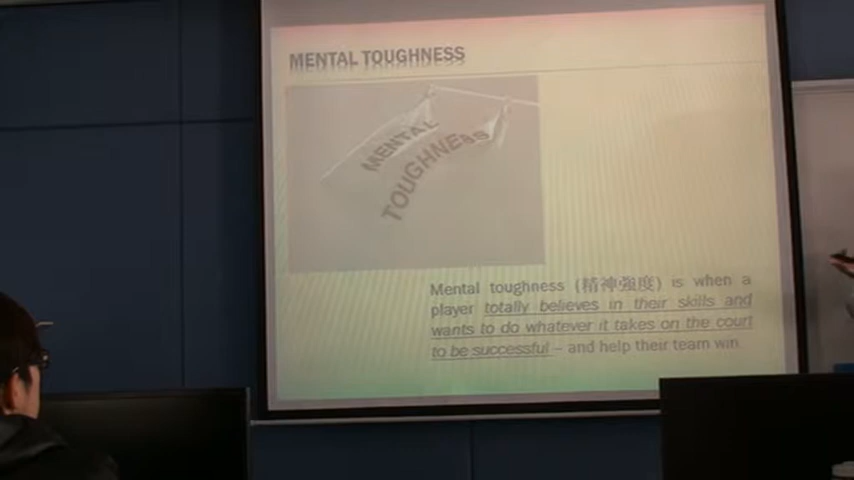 MENTAL TOUGHNESS
MENTAL
TOUGHNESS
Mental toughness (精神強度) is when a
player totally believes in their skills and
wants to do whatever it takes on the court
to be successful – and help their team win.